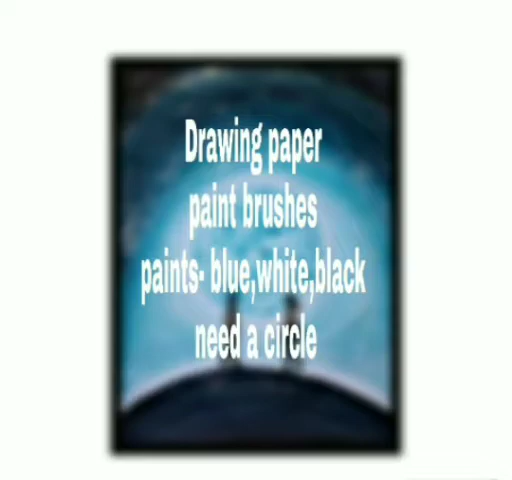 Drawing paper
paint brushes
paints- blue,white,black
need a circle